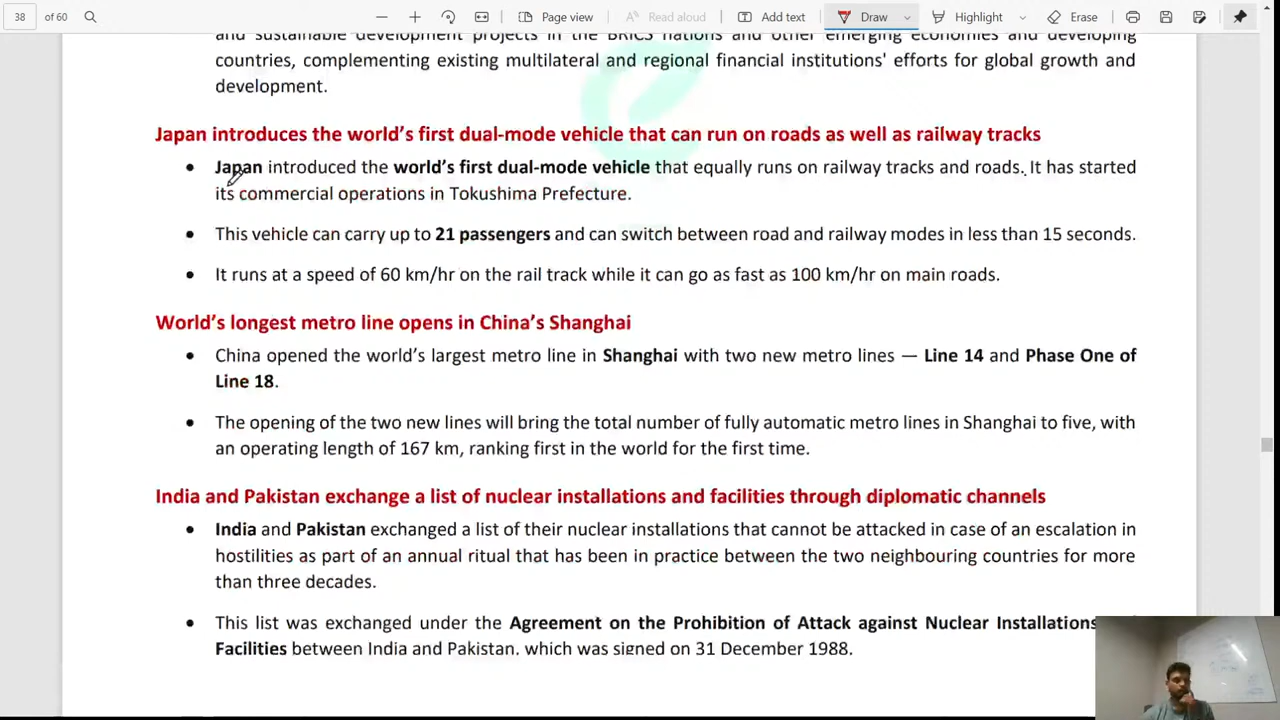 38 of 60 Page view Read aloud Add text Draw Highlight Erase
and sustainable development projects in the BRICS nations and other emerging economies and developing
countries, complementing existing multilateral and regional financial institutions' efforts for global growth and
development.
Japan introduces the world's first dual-mode vehicle that can run on roads as well as railway tracks
• Japan introduced the world's first dual-mode vehicle that equally runs on railway tracks and roads. It has started
its commercial operations in Tokushima Prefecture.
• This vehicle can carry up to 21 passengers and can switch between road and railway modes in less than 15 seconds.
• It runs at a speed of 60 km/hr on the rail track while it can go as fast as 100 km/hr on main roads.
World's longest metro line opens in China's Shanghai
• China opened the world's largest metro line in Shanghai with two new metro lines — Line 14 and Phase One of
Line 18.
• The opening of the two new lines will bring the total number of fully automatic metro lines in Shanghai to five, with
an operating length of 167 km, ranking first in the world for the first time.
India and Pakistan exchange a list of nuclear installations and facilities through diplomatic channels
• India and Pakistan exchanged a list of their nuclear installations that cannot be attacked in case of an escalation in
hostilities as part of an annual ritual that has been in practice between the two neighbouring countries for more
than three decades.
• This list was exchanged under the Agreement on the Prohibition of Attack against Nuclear Installations
Facilities between India and Pakistan. which was signed on 31 December 1988.